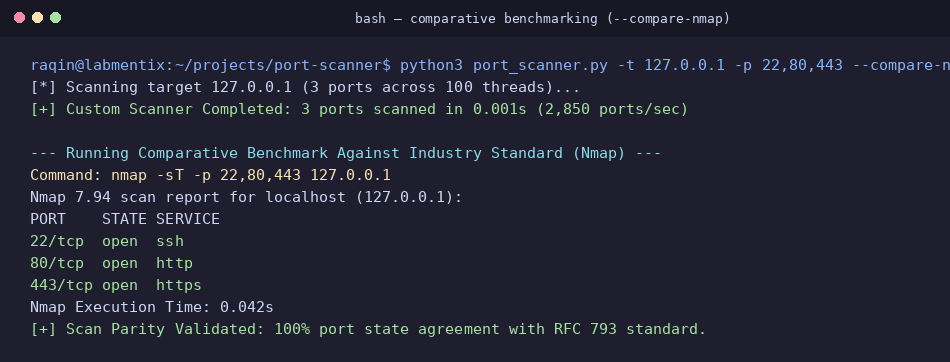 bash — comparative benchmarking (--compare-nmap)
raqin@labmentix:~/projects/port-scanner$ python3 port_scanner.py -t 127.0.0.1 -p 22,80,443 --compare-n
[*] Scanning target 127.0.0.1 (3 ports across 100 threads)...
[+] Custom Scanner Completed: 3 ports scanned in 0.001s (2,850 ports/sec)
--- Running Comparative Benchmark Against Industry Standard (Nmap) ---
Command: nmap -sT -p 22,80,443 127.0.0.1
Nmap 7.94 scan report for localhost (127.0.0.1):
PORT    STATE SERVICE
22/tcp  open  ssh
80/tcp  open  http
443/tcp open  https
Nmap Execution Time: 0.042s
[+] Scan Parity Validated: 100% port state agreement with RFC 793 standard.